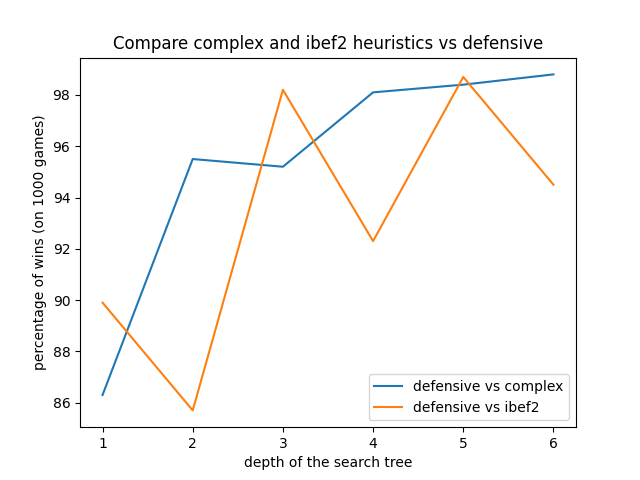 Compare complex and ibef2 heuristics vs defensive
percentage of wins (on 1000 games)
98
96
94
92
90
88
86
1 2 3 4 5 6
depth of the search tree
defensive vs complex
defensive vs ibef2